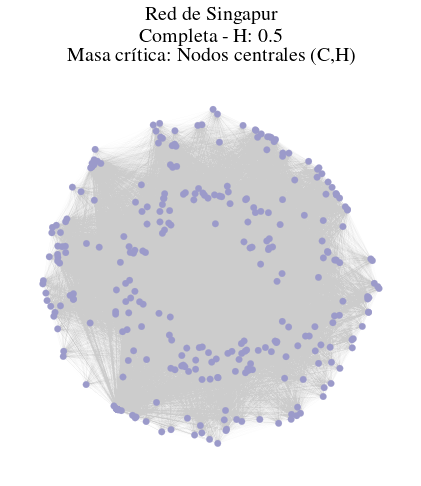 Red de Singapur
Completa - H: 0.5
Masa crítica: Nodos centrales (C,H)